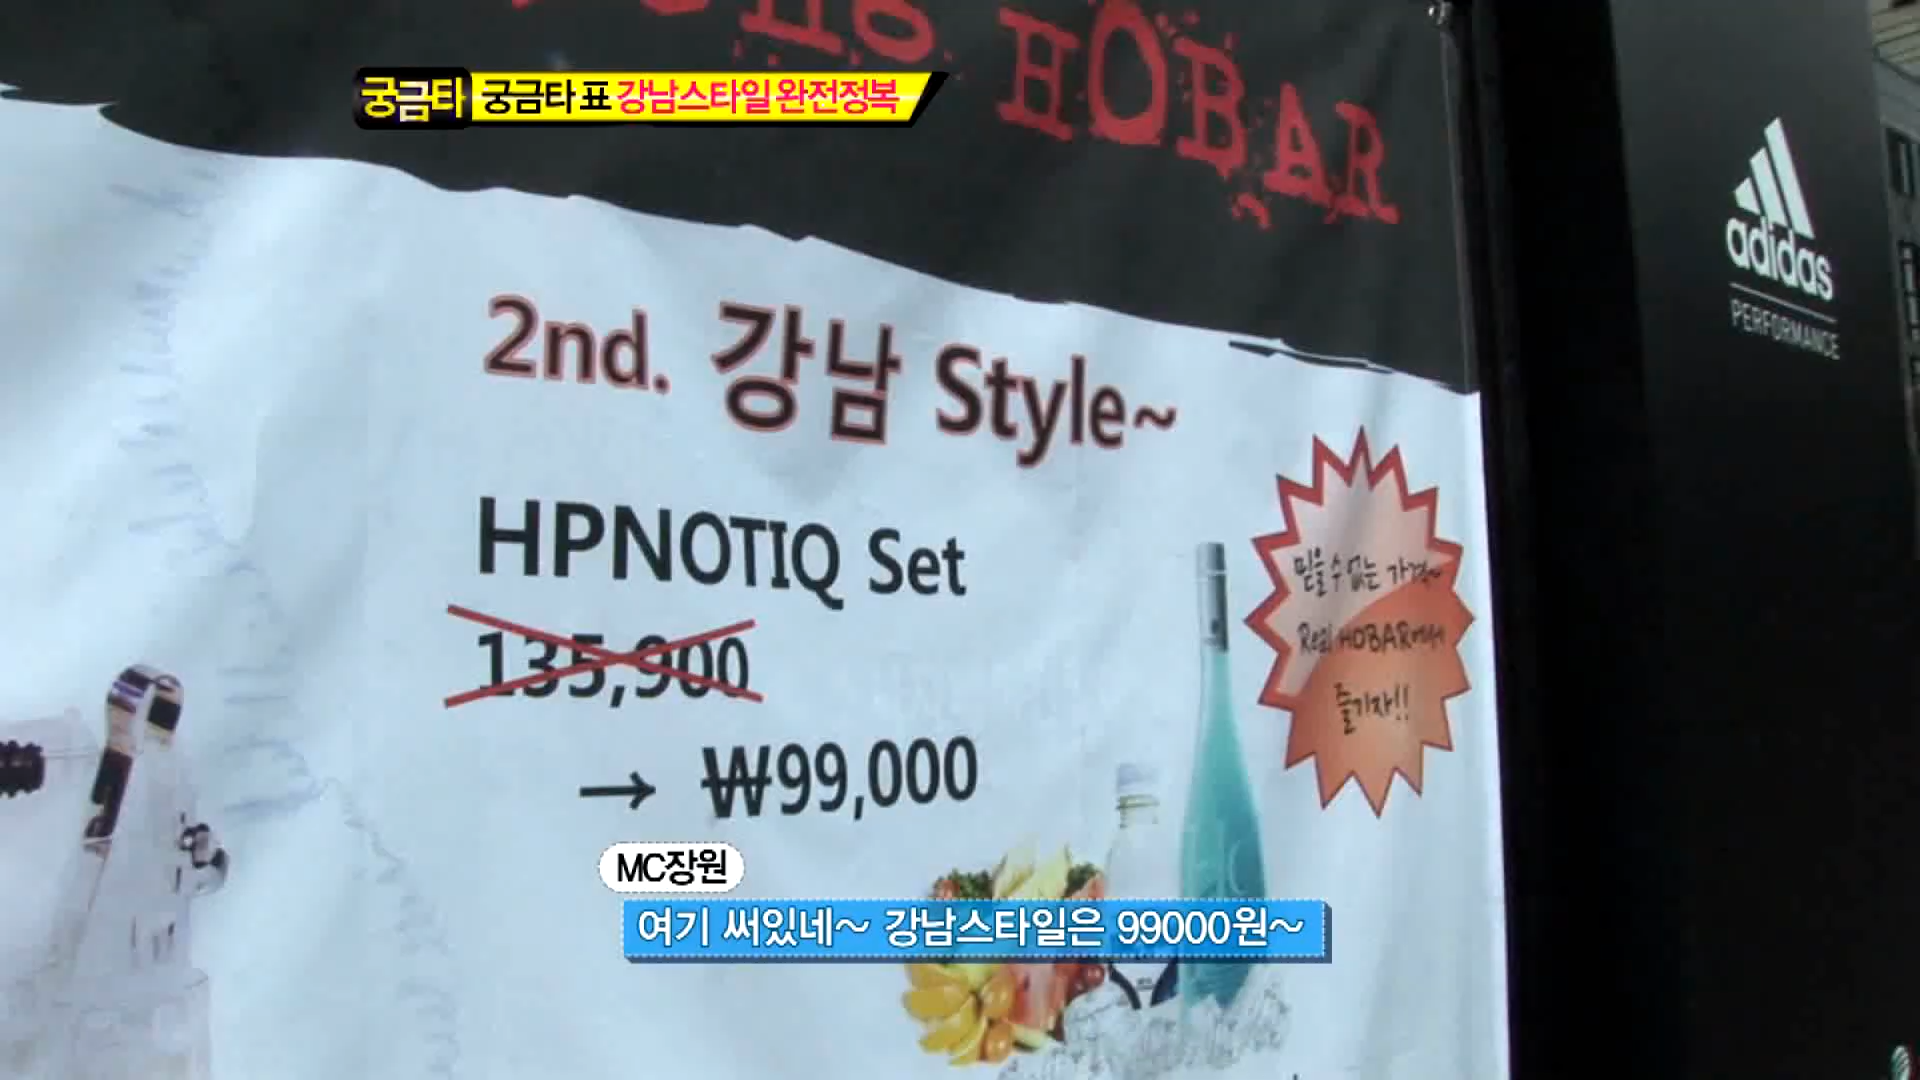 궁금타 궁금타 표 강남스타일 완전정복
HOBAR
adidas
PERFORMANCE
2nd. 강남 Style~
HPNOTIQ Set
135,900
→ ₩99,000
믿을 수 없는 가격~
Real HOBAR에서
즐기자!!
MC장원
여기 써있네~ 강남스타일은 99000원~